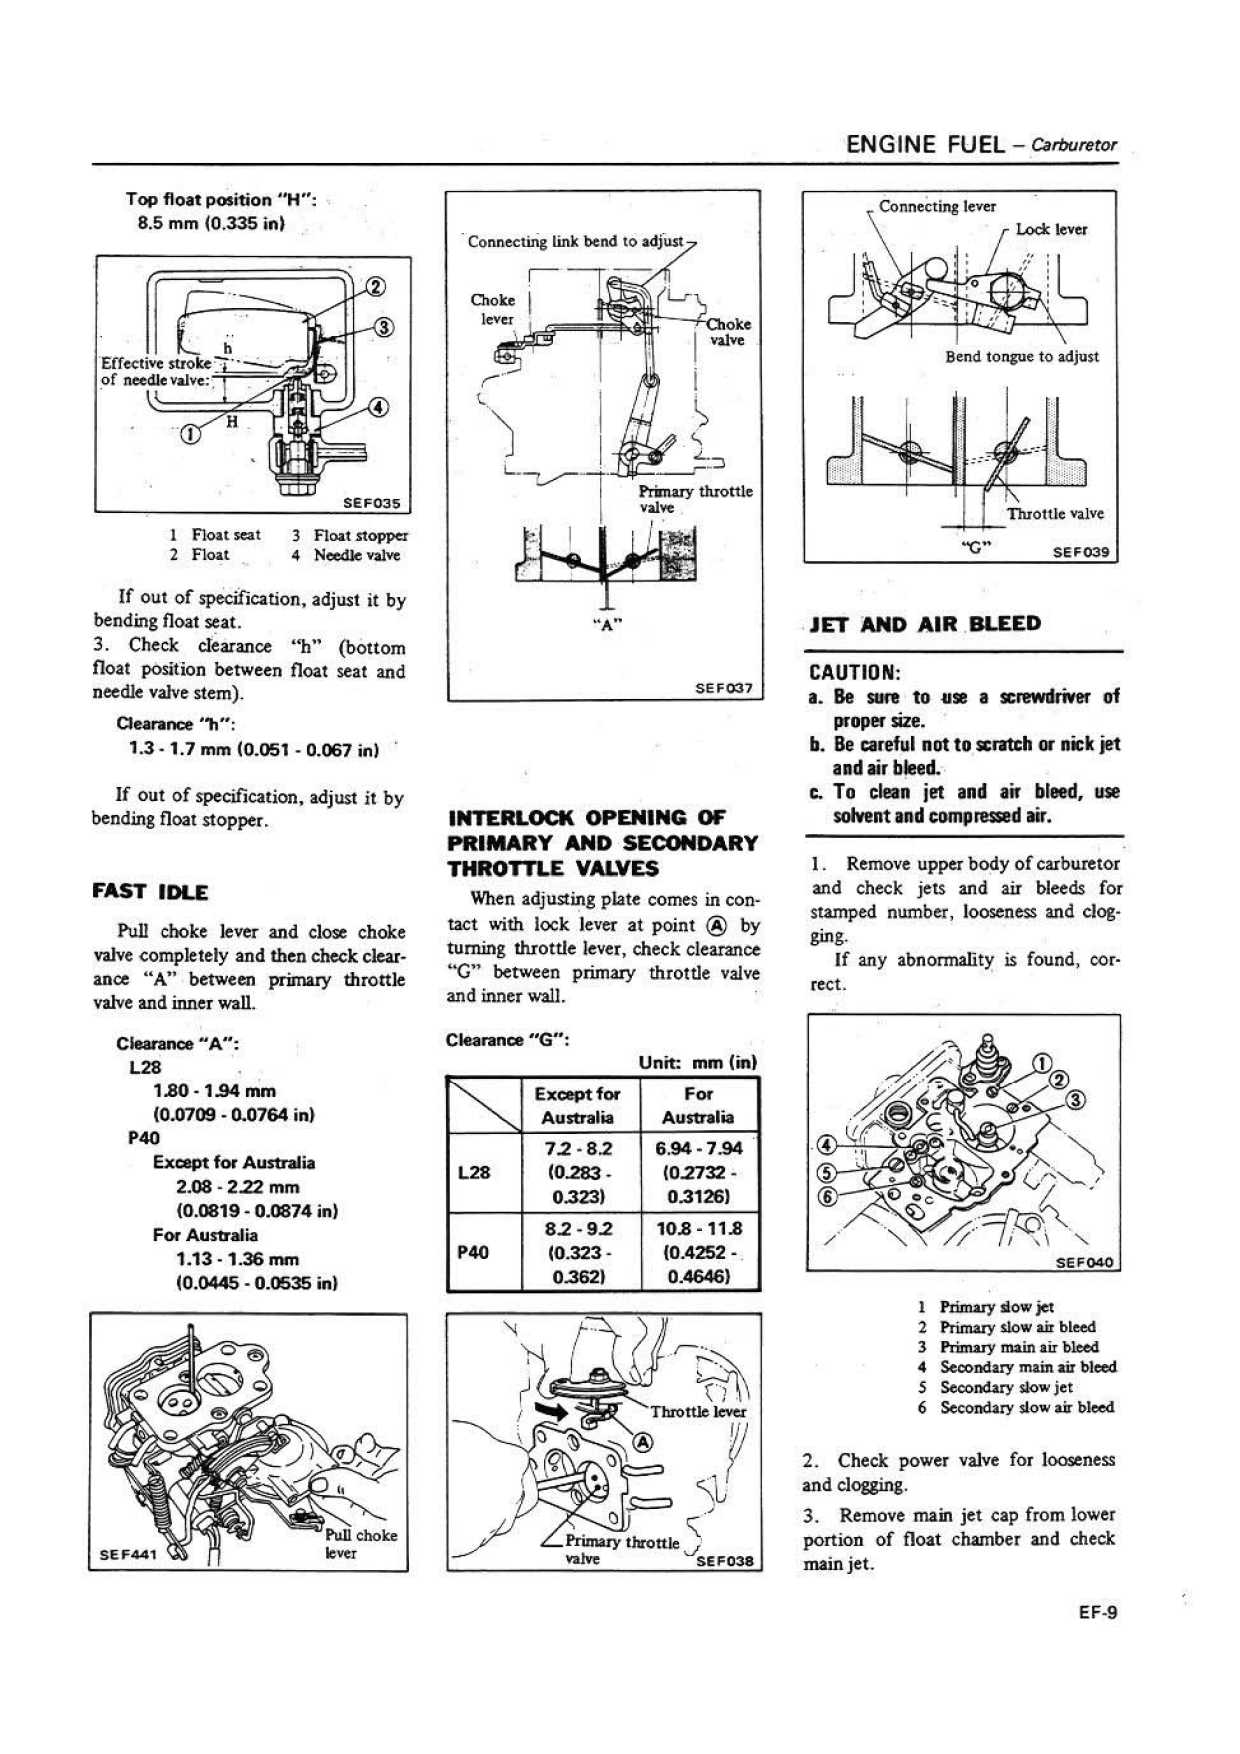 ENGINE FUEL – Carburetor
Top float position "H":
8.5 mm (0.335 in)
2
3
h
Effective stroke
of needle valve:
4
H
1
SEF035
1 Float seat 3 Float stopper
2 Float 4 Needle valve
If out of specification, adjust it by
bending float seat.
3. Check clearance "h" (bottom
float position between float seat and
needle valve stem).
Clearance "h":
1.3 - 1.7 mm (0.051 - 0.067 in)
If out of specification, adjust it by
bending float stopper.
FAST IDLE
Pull choke lever and close choke
valve completely and then check clear-
ance "A" between primary throttle
valve and inner wall.
Clearance "A":
L28
1.80 - 1.94 mm
(0.0709 - 0.0764 in)
P40
Except for Australia
2.08 - 2.22 mm
(0.0819 - 0.0874 in)
For Australia
1.13 - 1.36 mm
(0.0445 - 0.0535 in)
Pull choke
lever
SEF441
Connecting link bend to adjust
Choke
lever
Choke
valve
Primary throttle
valve
"A"
SEF037
INTERLOCK OPENING OF
PRIMARY AND SECONDARY
THROTTLE VALVES
When adjusting plate comes in con-
tact with lock lever at point Ⓐ by
turning throttle lever, check clearance
"G" between primary throttle valve
and inner wall.
Clearance "G":
Unit: mm (in)
Except for
Australia
For
Australia
L28
7.2 - 8.2
(0.283 -
0.323)
6.94 - 7.94
(0.2732 -
0.3126)
P40
8.2 - 9.2
(0.323 -
0.362)
10.8 - 11.8
(0.4252 -
0.4646)
Throttle lever
A
Primary throttle
valve
SEF038
Connecting lever
Lock lever
Bend tongue to adjust
Throttle valve
"G"
SEF039
JET AND AIR BLEED
CAUTION:
a. Be sure to use a screwdriver of
proper size.
b. Be careful not to scratch or nick jet
and air bleed.
c. To clean jet and air bleed, use
solvent and compressed air.
1. Remove upper body of carburetor
and check jets and air bleeds for
stamped number, looseness and clog-
ging.
If any abnormality is found, cor-
rect.
1
2
3
4
5
6
SEF040
1 Primary slow jet
2 Primary slow air bleed
3 Primary main air bleed
4 Secondary main air bleed
5 Secondary slow jet
6 Secondary slow air bleed
2. Check power valve for looseness
and clogging.
3. Remove main jet cap from lower
portion of float chamber and check
main jet.
EF-9